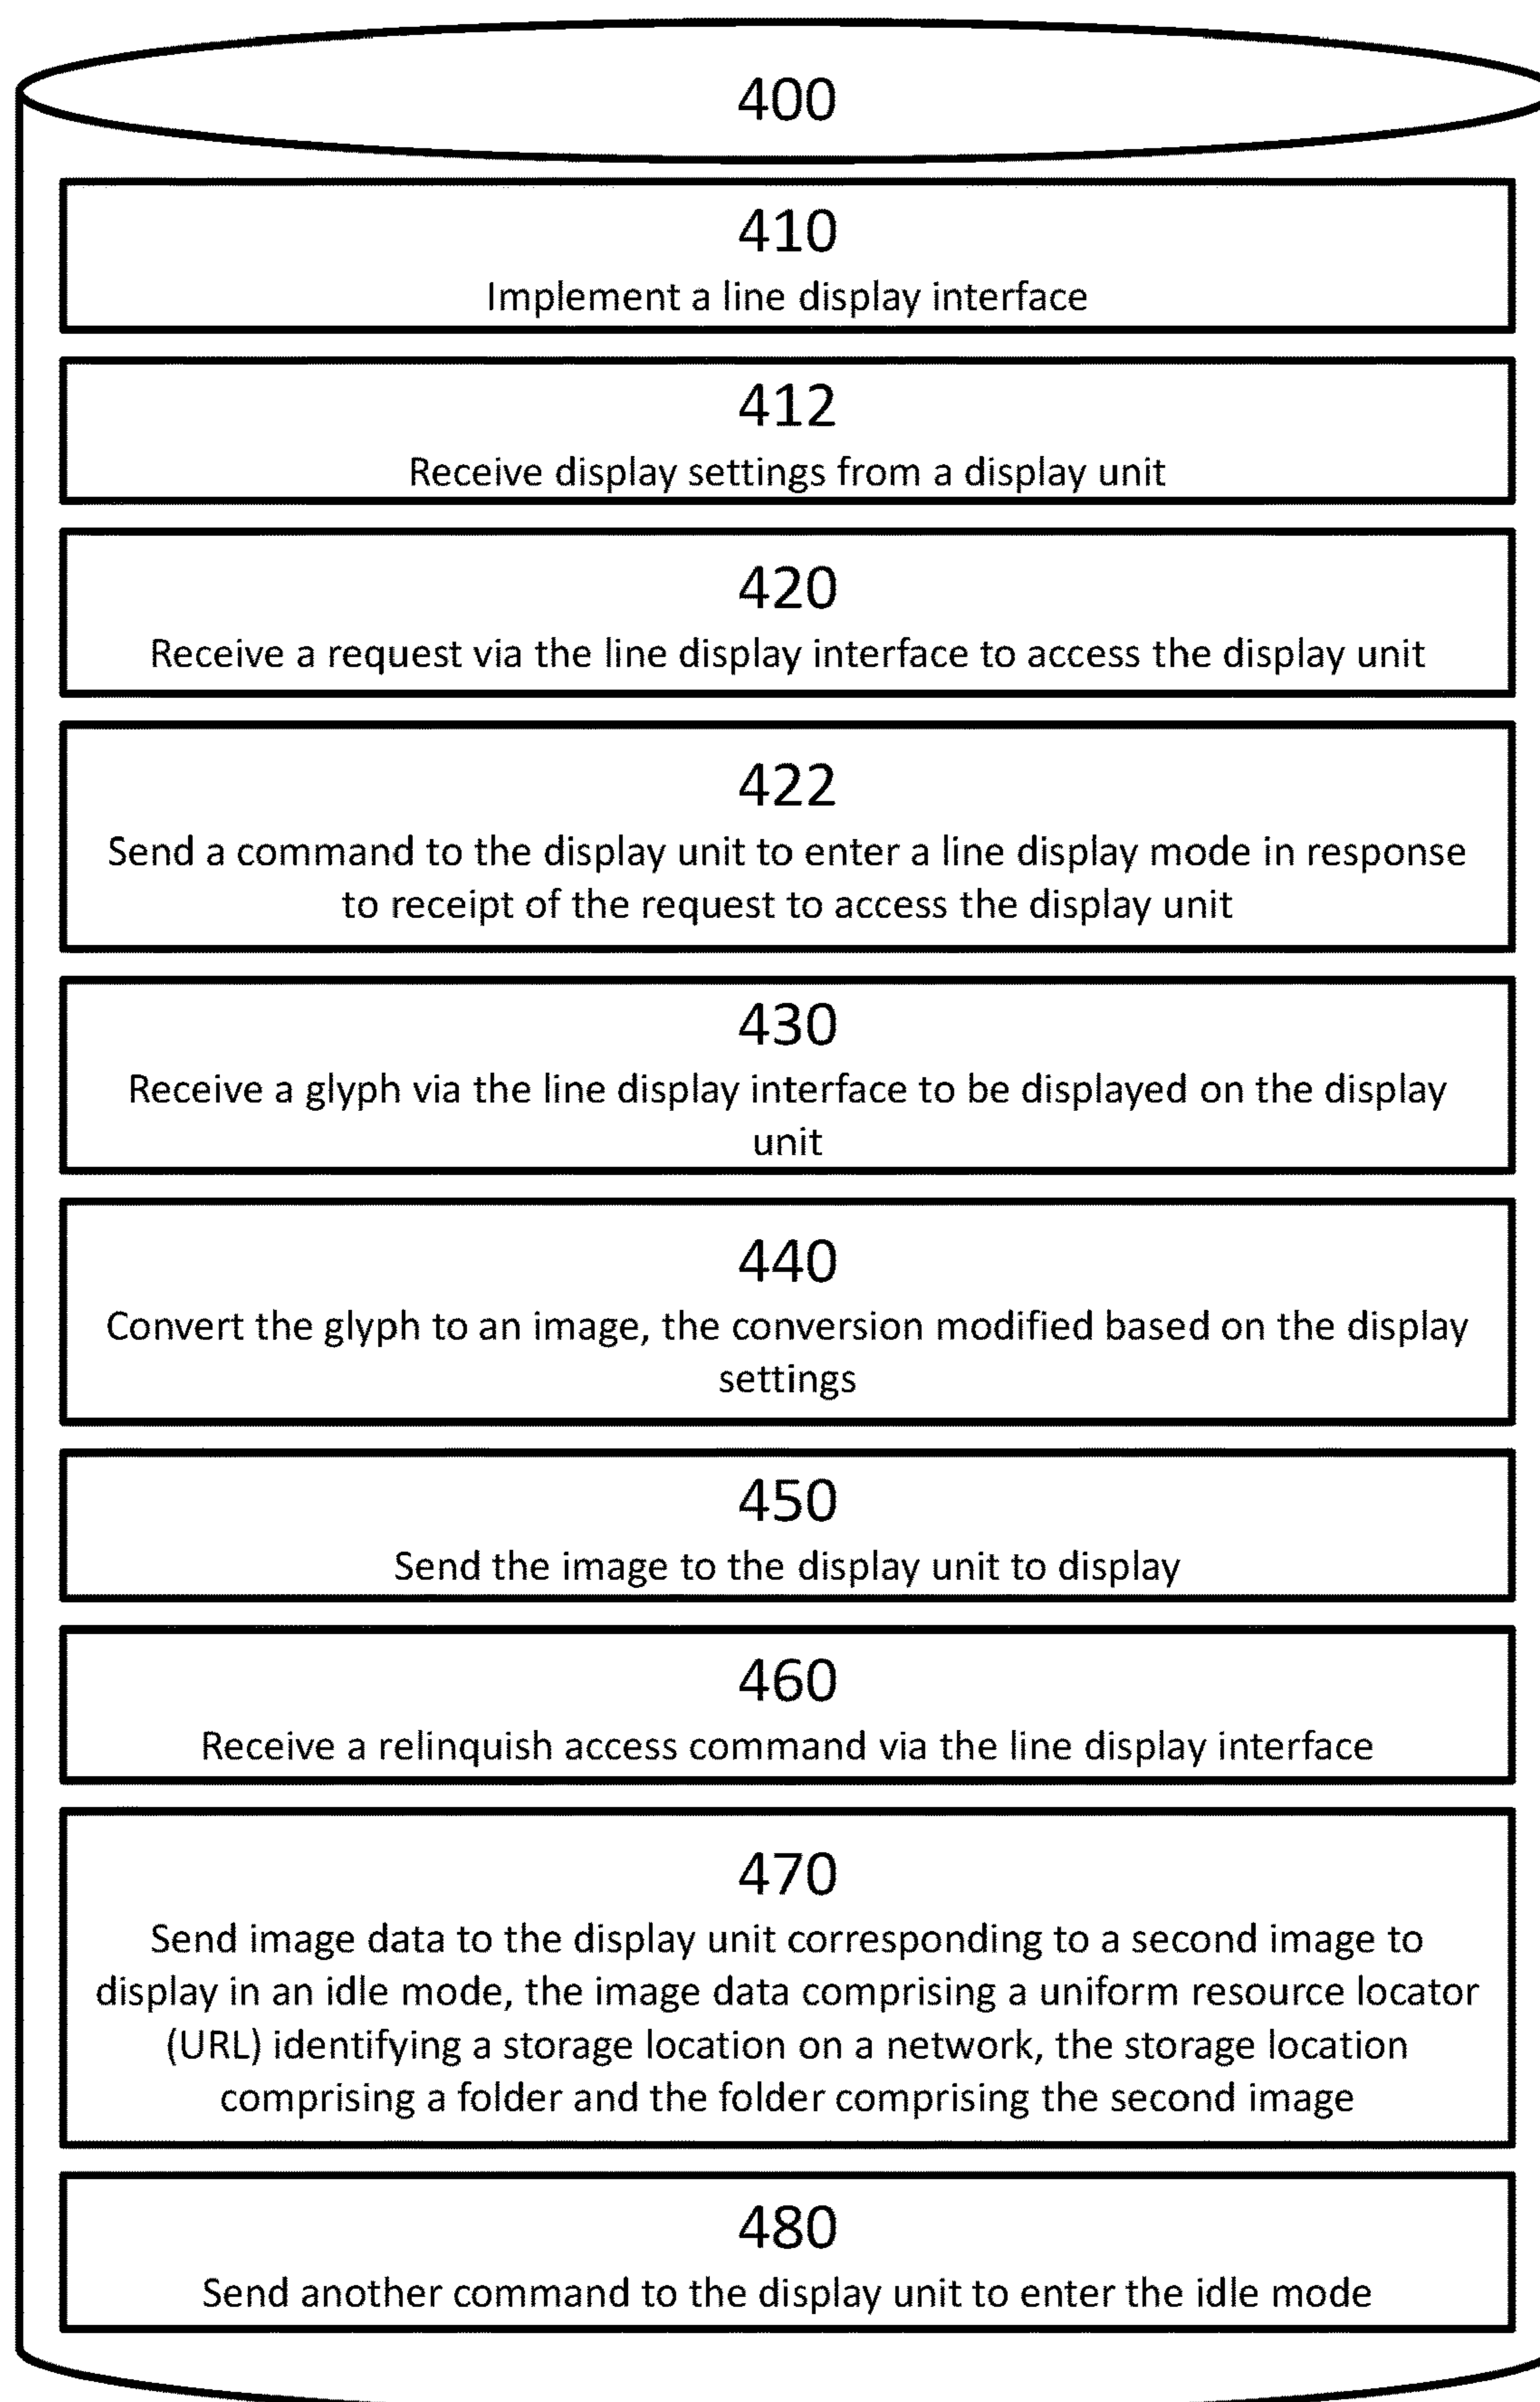 400
410
Implement a line display interface
412
Receive display settings from a display unit
420
Receive a request via the line display interface to access the display unit
422
Send a command to the display unit to enter a line display mode in response
to receipt of the request to access the display unit
430
Receive a glyph via the line display interface to be displayed on the display
unit
440
Convert the glyph to an image, the conversion modified based on the display
settings
450
Send the image to the display unit to display
460
Receive a relinquish access command via the line display interface
470
Send image data to the display unit corresponding to a second image to
display in an idle mode, the image data comprising a uniform resource locator
(URL) identifying a storage location on a network, the storage location
comprising a folder and the folder comprising the second image
480
Send another command to the display unit to enter the idle mode